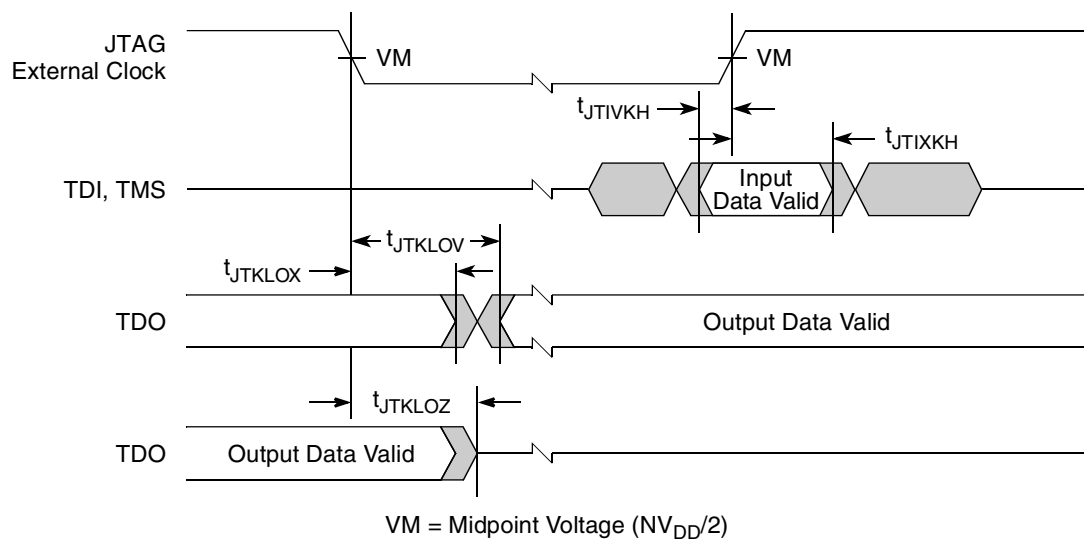 JTAG
External Clock
VM
VM
tJTIVKH
tJTIXKH
TDI, TMS
Input
Data Valid
tJTKLOV
tJTKLOX
TDO
Output Data Valid
tJTKLOZ
TDO
Output Data Valid
VM = Midpoint Voltage (NVDD/2)